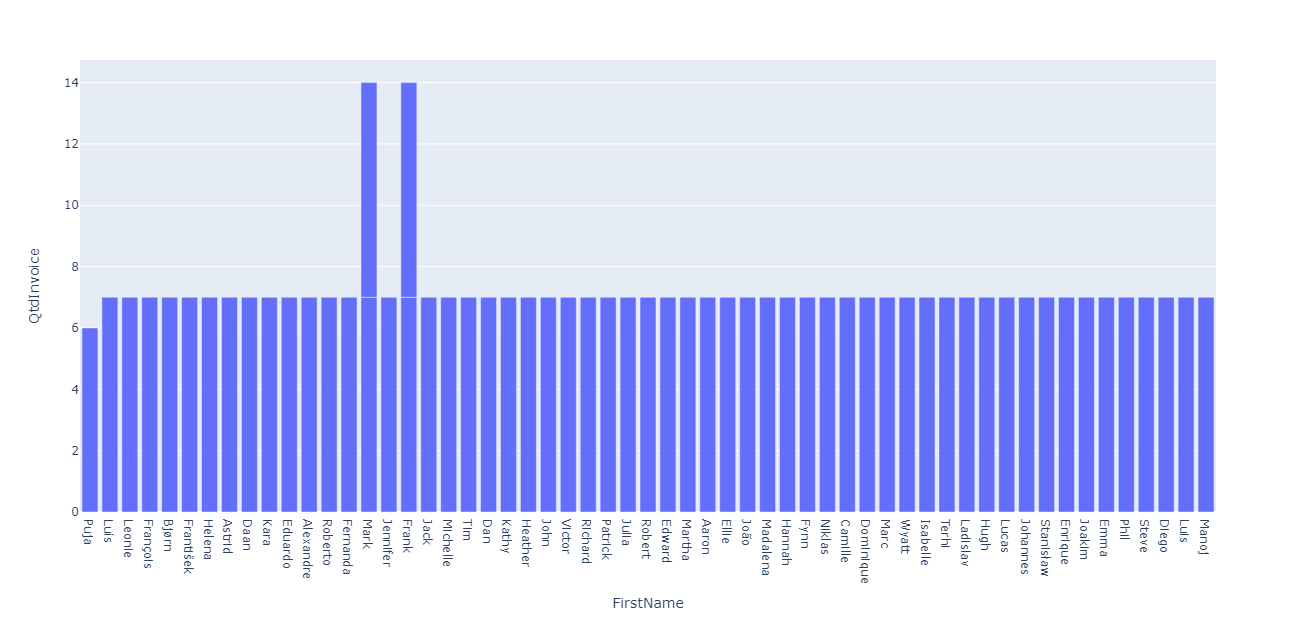 14
12
10
8
6
4
2
0
QtdInvoice
Puja
Luís
Leonie
François
Bjørn
František
Helena
Astrid
Daan
Kara
Eduardo
Alexandre
Roberto
Fernanda
Mark
Jennifer
Frank
Jack
Michelle
Tim
Dan
Kathy
Heather
John
Victor
Richard
Patrick
Julia
Robert
Edward
Martha
Aaron
Ellie
João
Madalena
Hannah
Fynn
Niklas
Camille
Dominique
Marc
Wyatt
Isabelle
Terhi
Ladislav
Hugh
Lucas
Johannes
Stanisław
Enrique
Joakim
Emma
Phil
Steve
Diego
Luis
Manoj
FirstName